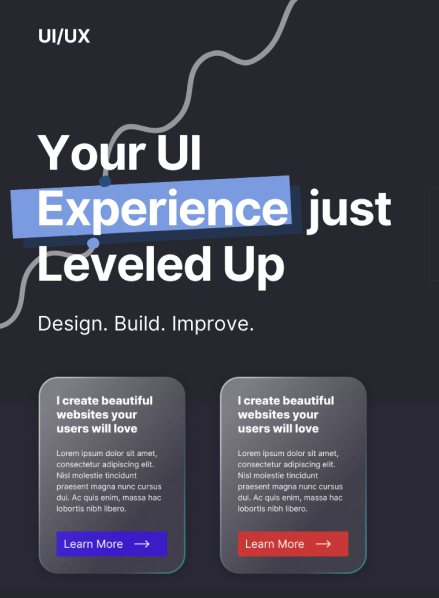 UI/UX
Your UI
Experience just
Leveled Up
Design. Build. Improve.
I create beautiful
websites your
users will love
Lorem ipsum dolor sit amet,
consectetur adipiscing elit.
Nisl molestie tincidunt
praesent magna nunc cursus
dui. Ac quis enim, massa hac
lobortis nibh libero.
Learn More
I create beautiful
websites your
users will love
Lorem ipsum dolor sit amet,
consectetur adipiscing elit.
Nisl molestie tincidunt
praesent magna nunc cursus
dui. Ac quis enim, massa hac
lobortis nibh libero.
Learn More